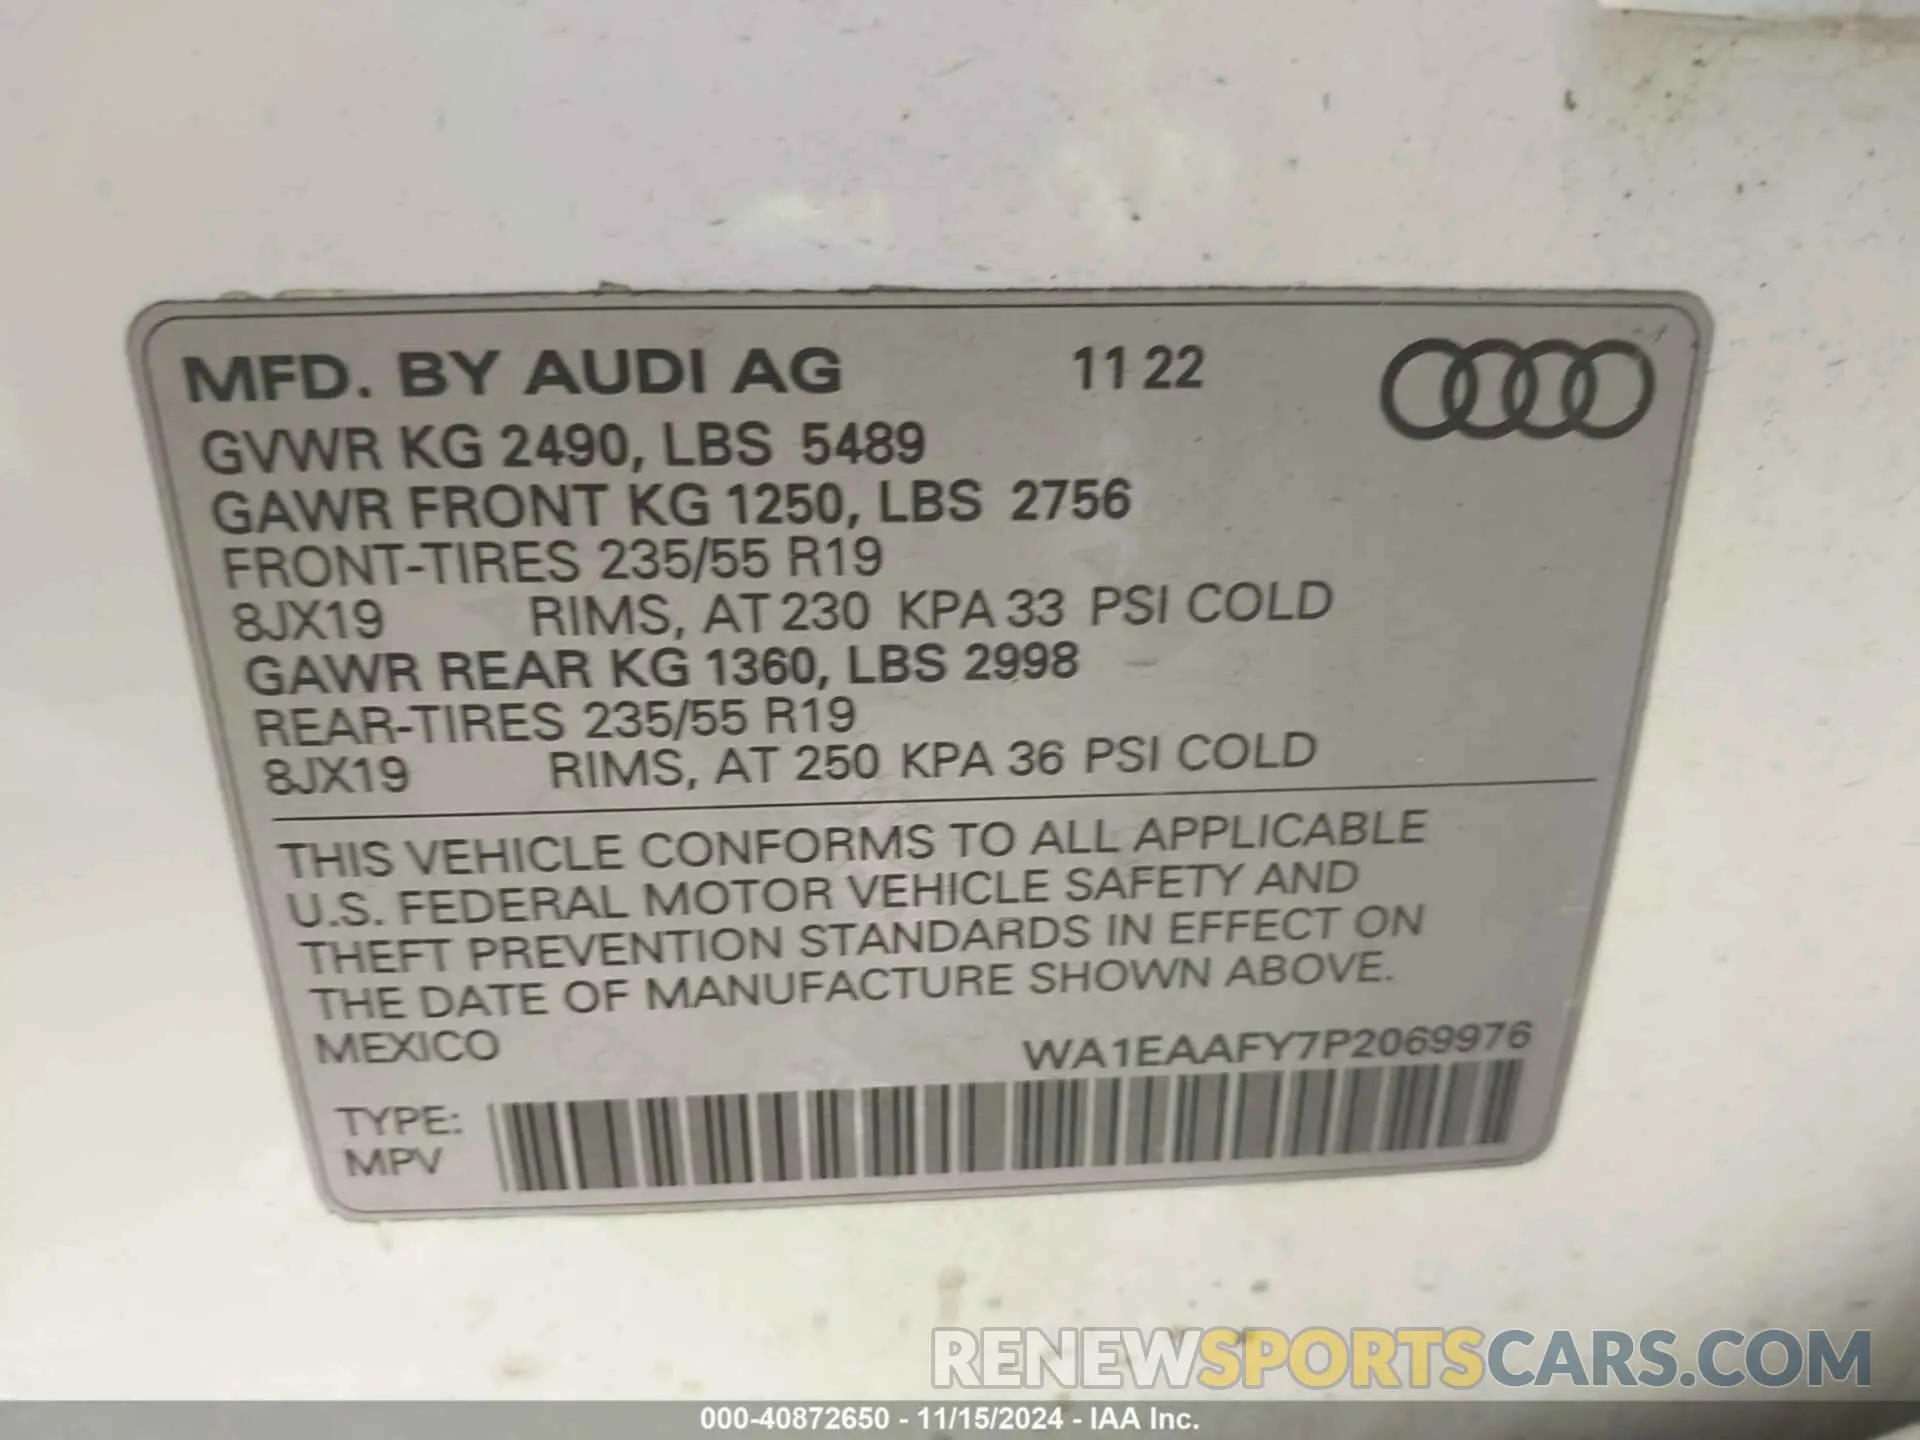 MFD. BY AUDI AG 11 22
GVWR KG 2490, LBS 5489
GAWR FRONT KG 1250, LBS 2756
FRONT-TIRES 235/55 R19
8JX19 RIMS, AT 230 KPA 33 PSI COLD
GAWR REAR KG 1360, LBS 2998
REAR-TIRES 235/55 R19
8JX19 RIMS, AT 250 KPA 36 PSI COLD
THIS VEHICLE CONFORMS TO ALL APPLICABLE
U.S. FEDERAL MOTOR VEHICLE SAFETY AND
THEFT PREVENTION STANDARDS IN EFFECT ON
THE DATE OF MANUFACTURE SHOWN ABOVE.
MEXICO WA1EAAFY7P2069976
TYPE:
MPV
RENEWSPORTSCARS.COM
000-40872650 - 11/15/2024 - IAA Inc.